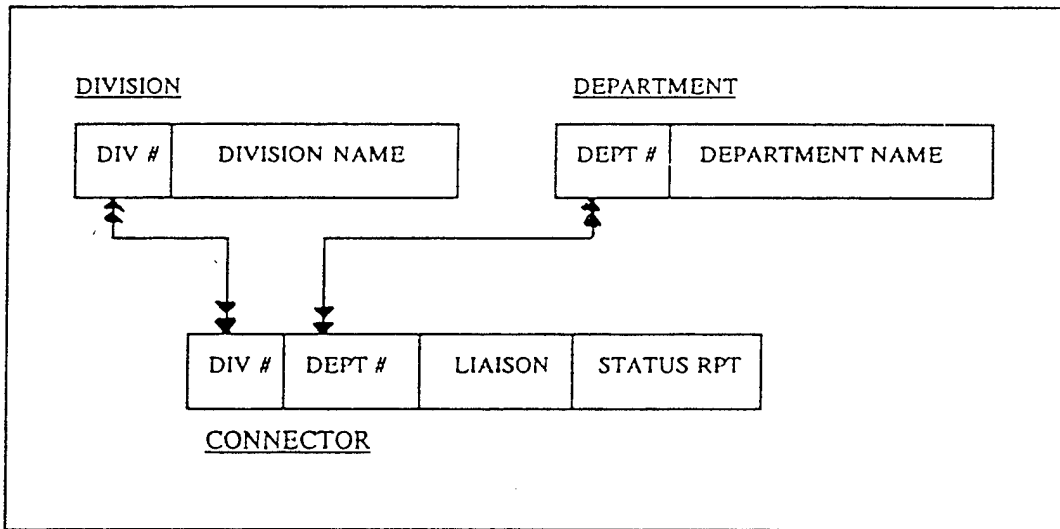 DIVISION
DEPARTMENT
DIV # DIVISION NAME
DEPT # DEPARTMENT NAME
DIV # DEPT # LIAISON STATUS RPT
CONNECTOR